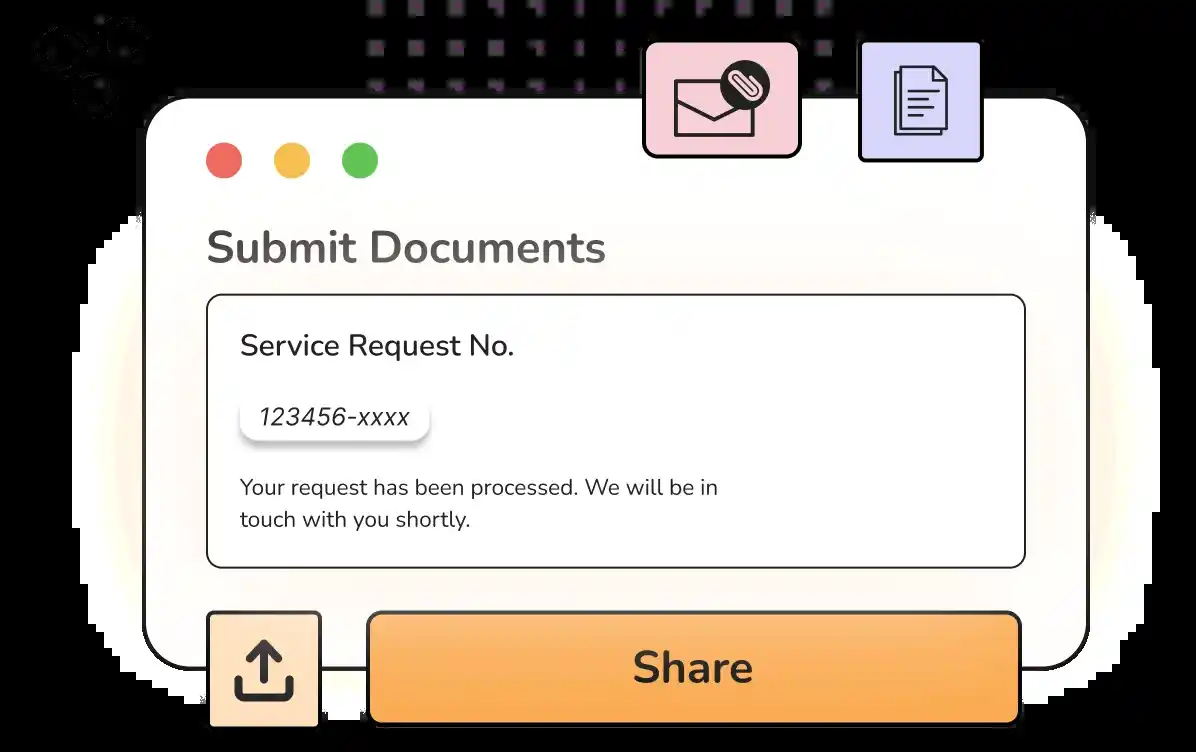 Submit Documents
Service Request No.
123456-xxxx
Your request has been processed. We will be in
touch with you shortly.
Share